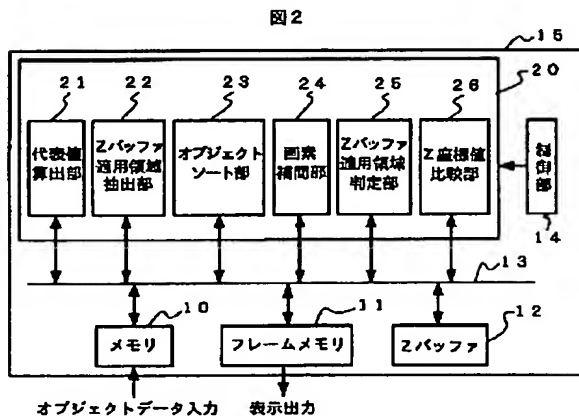 図2
15
20
21
22
23
24
25
26
代表値
算出部
Zバッファ
適用領域
抽出部
オブジェクト
ソート部
画素
補間部
Zバッファ
適用領域
判定部
Z座標値
比較部
制御部
14
13
10
11
12
メモリ
フレームメモリ
Zバッファ
オブジェクトデータ入力
表示出力